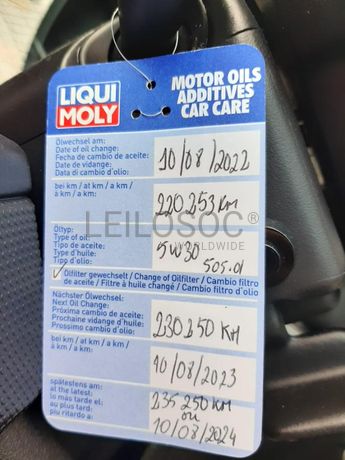 LIQUI
MOLY
MOTOR OILS
ADDITIVES
CAR CARE
Ölwechsel am:
Date of oil change:
Fecha de cambio de aceite:
Date de vidange:
Data di cambio d'olio:
10/08/2022
bei km / at km / a km /
à km / a km:
220 253 KM
LEILOSOC®
WORLDWIDE
Öltyp:
Type of oil:
Tipo de aceite:
Type d'huile:
Tipo d'olio:
5W30
505.01
Ölfilter gewechselt / Change of Oilfilter / Cambio filtro
de aceite / Filtre à huile changé / Cambio filtro d'olio
Nächster Ölwechsel:
Next Oil Change:
Próxima cambio de aceite:
Prochaine vidange d'huile:
Prossimo cambio d'olio:
230250 KM
bei km / at km / a km /
à km / a km:
10/08/2023
spätestens am:
at the latest:
lo más tarde el:
au plus tard:
piu ritardo a:
235 250 KM
ou
10/08/2024